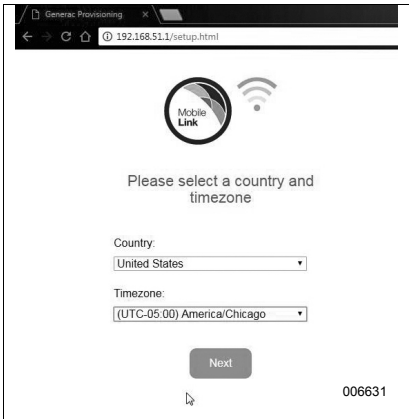 Generac Provisioning
192.168.51.1/setup.html
Mobile
Link
Please select a country and
timezone
Country:
United States
Timezone:
(UTC-05:00) America/Chicago
Next
006631